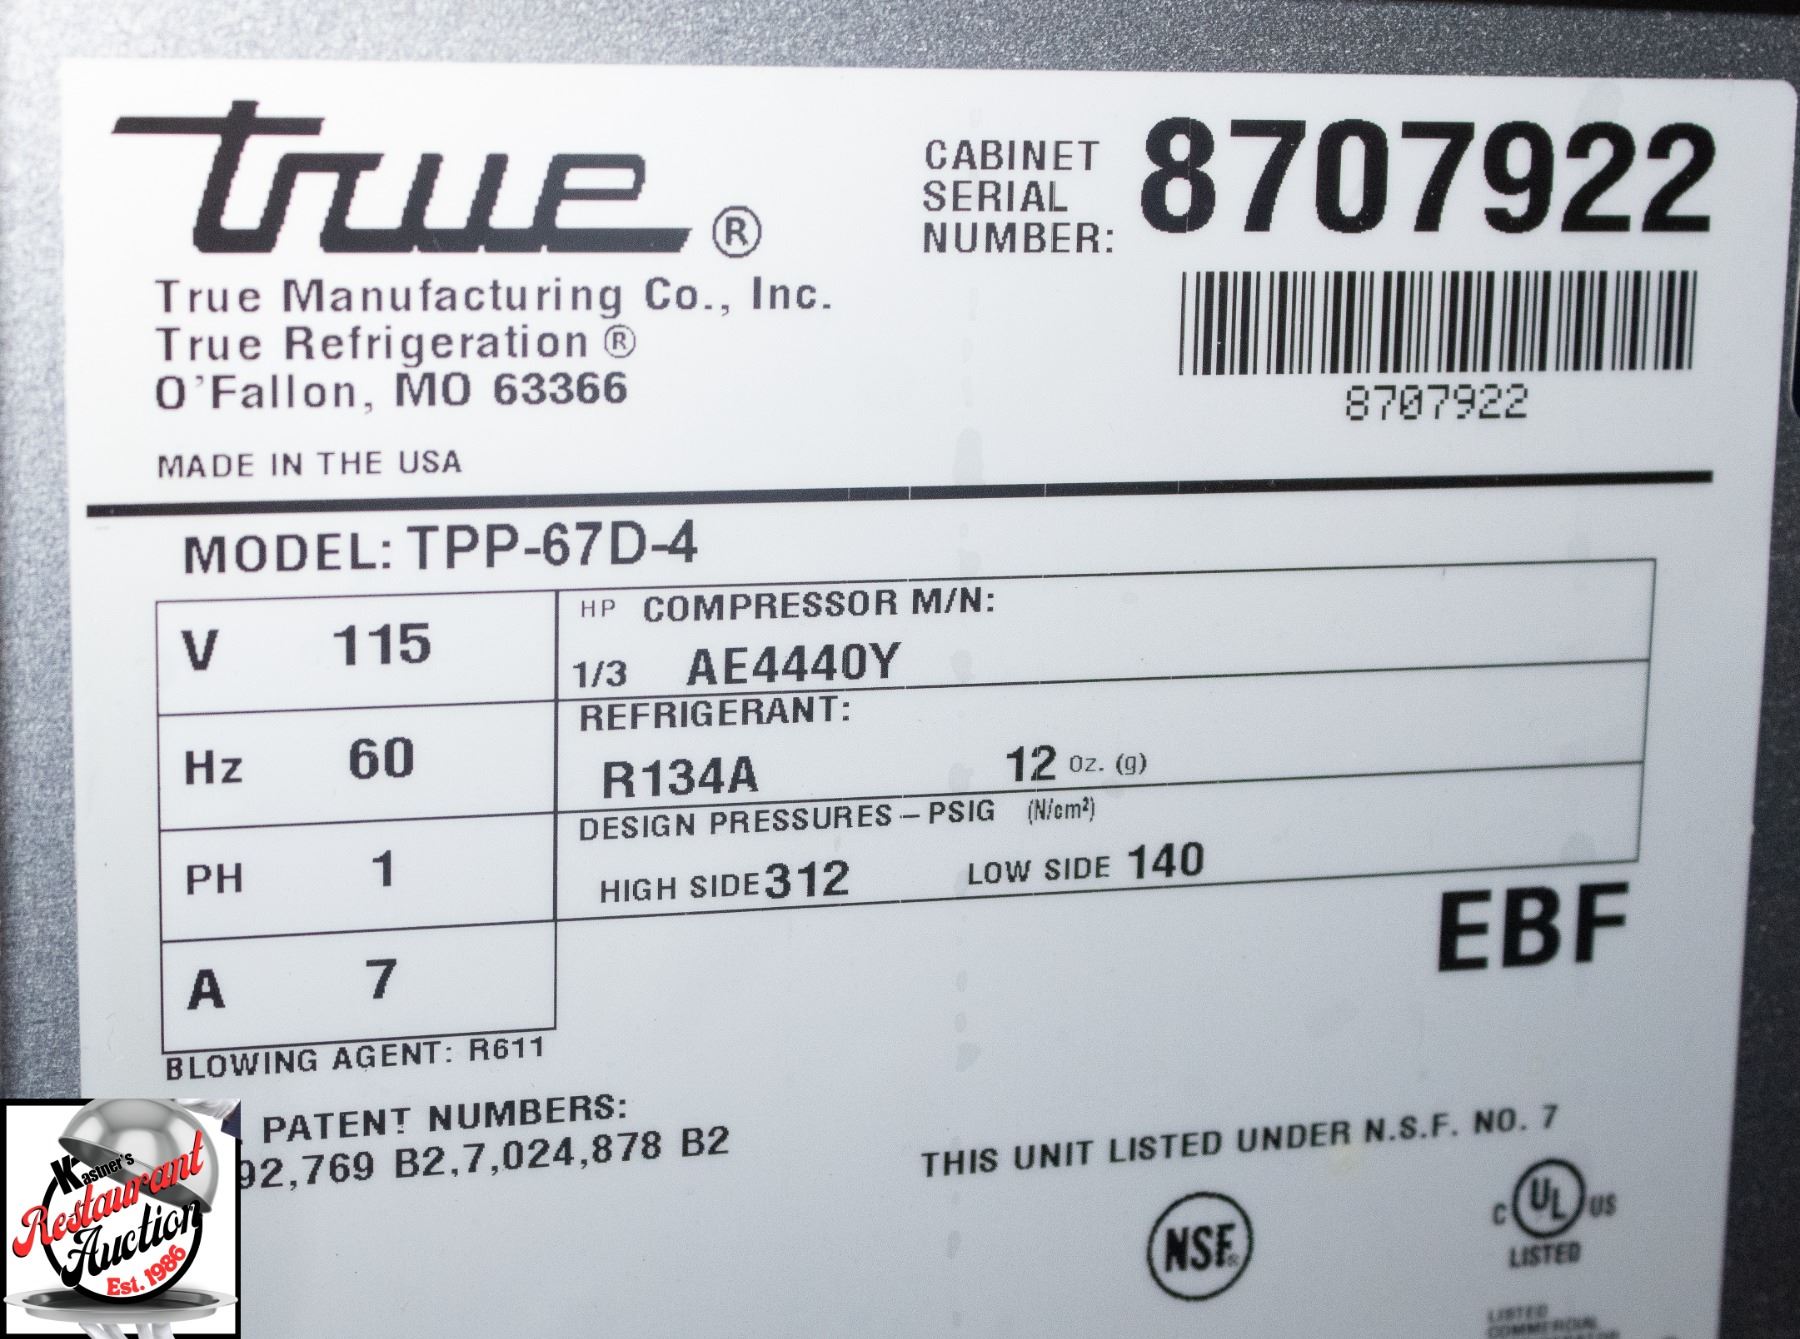 true®
True Manufacturing Co., Inc.
True Refrigeration ®
O'Fallon, MO 63366
MADE IN THE USA
CABINET
SERIAL
NUMBER:
8707922
8707922
MODEL: TPP-67D-4
V 115
Hz 60
PH 1
A 7
HP COMPRESSOR M/N:
1/3 AE4440Y
REFRIGERANT:
R134A 12 Oz. (g)
DESIGN PRESSURES – PSIG (N/cm²)
HIGH SIDE 312 LOW SIDE 140
EBF
BLOWING AGENT: R611
PATENT NUMBERS:
92,769 B2,7,024,878 B2
THIS UNIT LISTED UNDER N.S.F. NO. 7
NSF®
C UL US
LISTED
LISTED
COMMERCIAL
Kastner's
Restaurant
Auction
Est. 1986